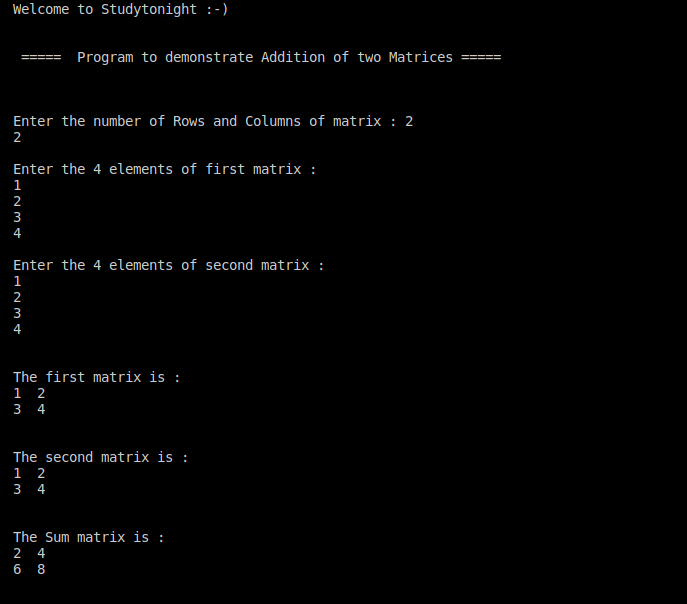 Welcome to Studytonight :-)
=====  Program to demonstrate Addition of two Matrices =====
Enter the number of Rows and Columns of matrix : 2
2
Enter the 4 elements of first matrix :
1
2
3
4
Enter the 4 elements of second matrix :
1
2
3
4
The first matrix is :
1  2
3  4
The second matrix is :
1  2
3  4
The Sum matrix is :
2  4
6  8